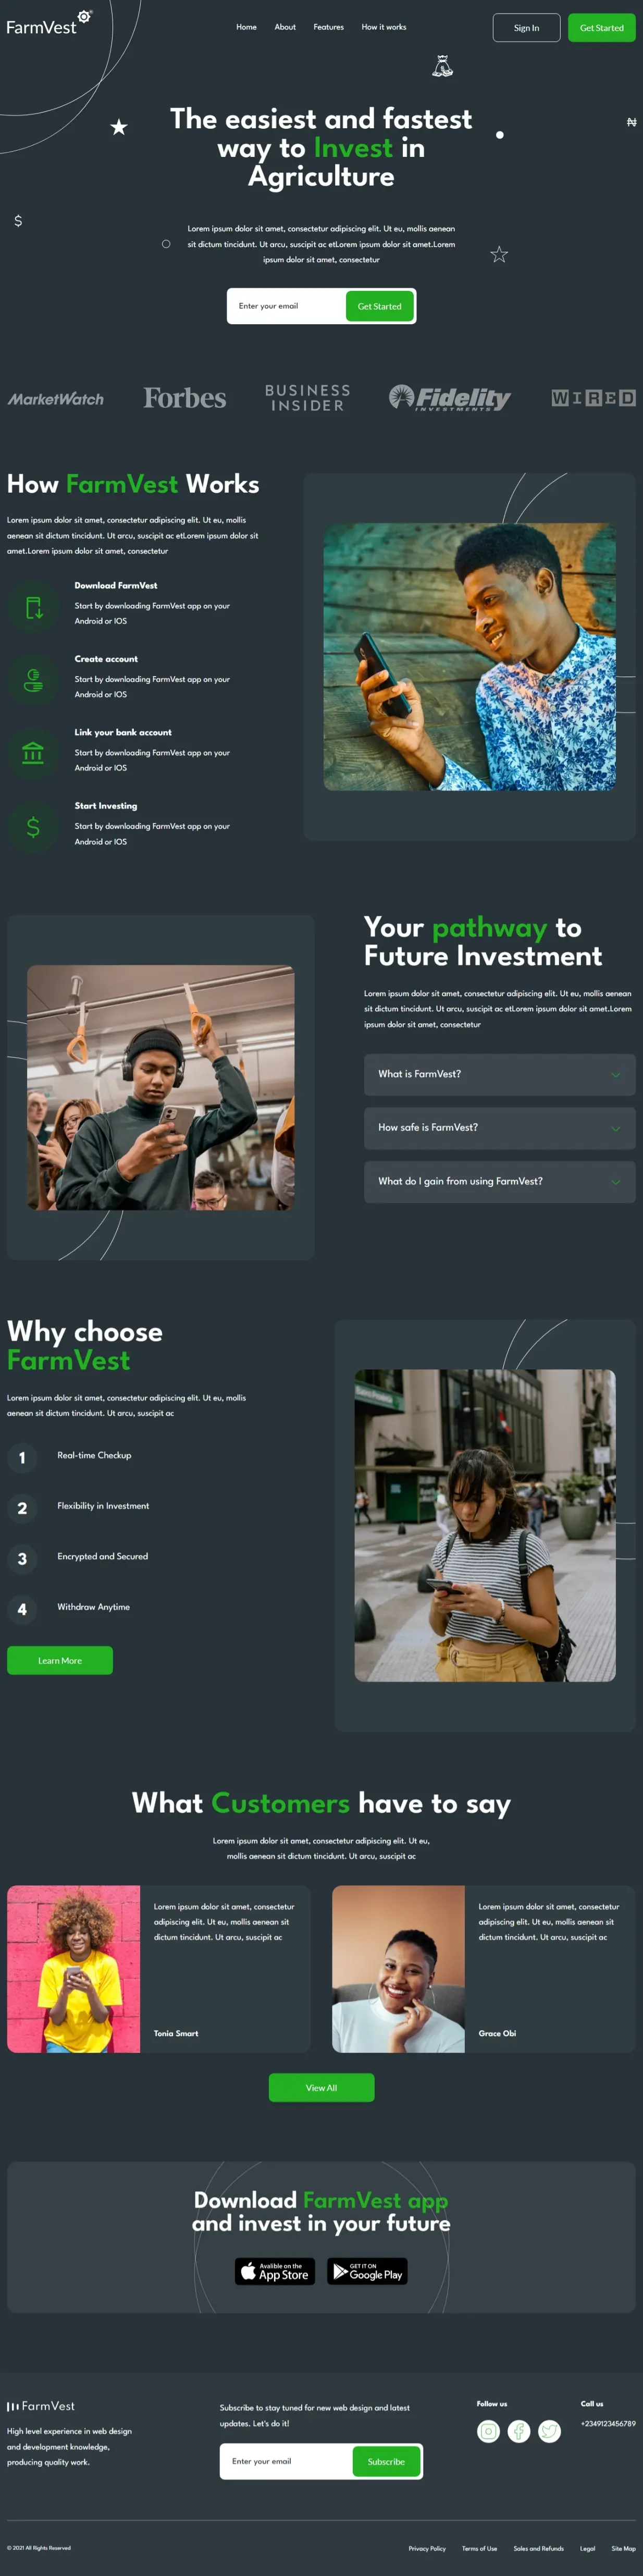 FarmVest
Home About Features How it works
Sign In
Get Started
The easiest and fastest
way to Invest in
Agriculture
₦
$
Lorem ipsum dolor sit amet, consectetur adipiscing elit. Ut eu, mollis aenean
sit dictum tincidunt. Ut arcu, suscipit ac etLorem ipsum dolor sit amet.Lorem
ipsum dolor sit amet, consectetur
Enter your email
Get Started
MarketWatch
Forbes
BUSINESS
INSIDER
Fidelity
INVESTMENTS
WIRED
How FarmVest Works
Lorem ipsum dolor sit amet, consectetur adipiscing elit. Ut eu, mollis
aenean sit dictum tincidunt. Ut arcu, suscipit ac etLorem ipsum dolor sit
amet.Lorem ipsum dolor sit amet, consectetur
Download FarmVest
Start by downloading FarmVest app on your
Android or IOS
Create account
Start by downloading FarmVest app on your
Android or IOS
Link your bank account
Start by downloading FarmVest app on your
Android or IOS
$
Start Investing
Start by downloading FarmVest app on your
Android or IOS
Your pathway to
Future Investment
Lorem ipsum dolor sit amet, consectetur adipiscing elit. Ut eu, mollis aenean
sit dictum tincidunt. Ut arcu, suscipit ac etLorem ipsum dolor sit amet.Lorem
ipsum dolor sit amet, consectetur
What is FarmVest?
How safe is FarmVest?
What do I gain from using FarmVest?
Why choose
FarmVest
Lorem ipsum dolor sit amet, consectetur adipiscing elit. Ut eu, mollis
aenean sit dictum tincidunt. Ut arcu, suscipit ac
1 Real-time Checkup
2 Flexibility in Investment
3 Encrypted and Secured
4 Withdraw Anytime
Learn More
What Customers have to say
Lorem ipsum dolor sit amet, consectetur adipiscing elit. Ut eu,
mollis aenean sit dictum tincidunt. Ut arcu, suscipit ac
Lorem ipsum dolor sit amet, consectetur
adipiscing elit. Ut eu, mollis aenean sit
dictum tincidunt. Ut arcu, suscipit ac
Tonia Smart
Lorem ipsum dolor sit amet, consectetur
adipiscing elit. Ut eu, mollis aenean sit
dictum tincidunt. Ut arcu, suscipit ac
Grace Obi
View All
Download FarmVest app
and invest in your future
Avalible on the
App Store
GET IT ON
Google Play
FarmVest
High level experience in web design
and development knowledge,
producing quality work.
Subscribe to stay tuned for new web design and latest
updates. Let's do it!
Enter your email
Subscribe
Follow us
Call us
+2349123456789
© 2021 All Rights Reserved
Privacy Policy Terms of Use Sales and Refunds Legal Site Map